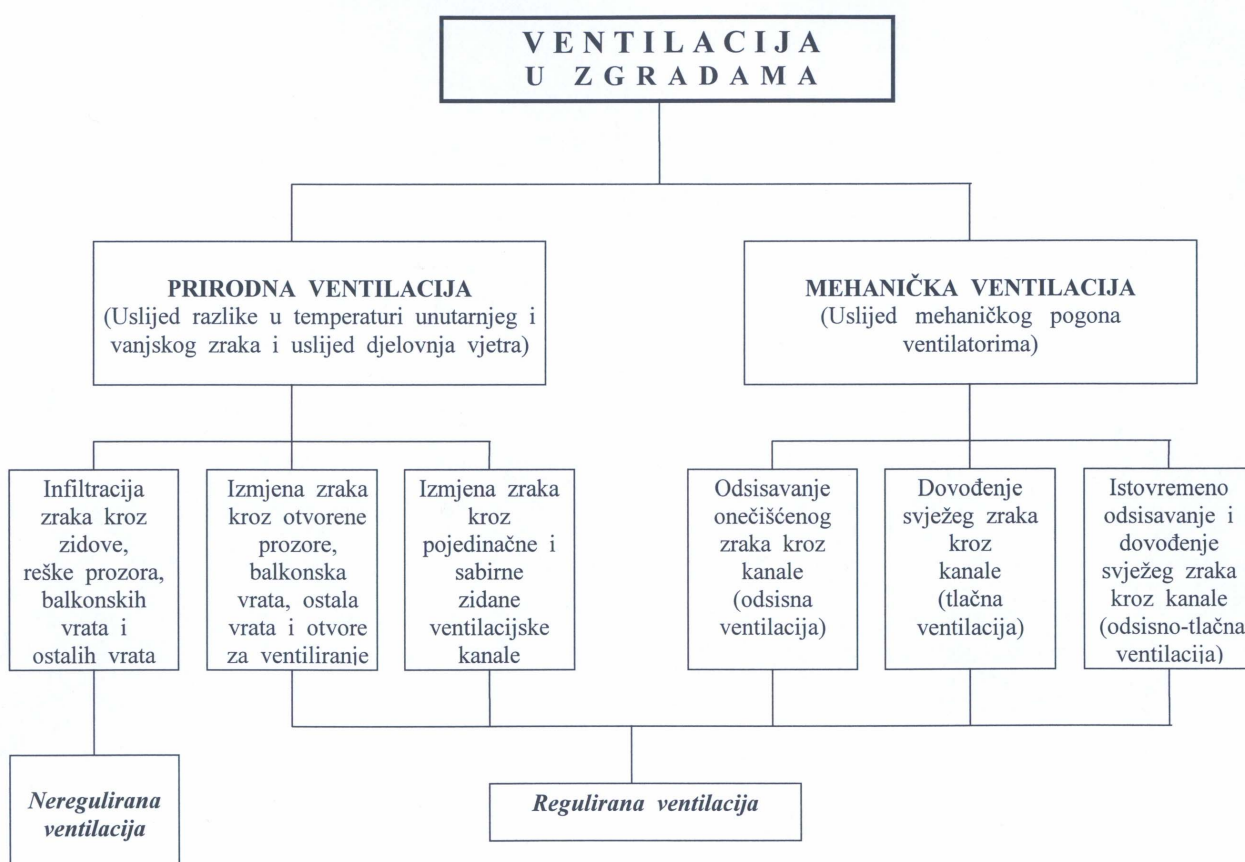 VENTILACIJA
U ZGRADAMA
PRIRODNA VENTILACIJA
(Uslijed razlike u temperaturi unutarnjeg i
vanjskog zraka i uslijed djelovnja vjetra)
MEHANIČKA VENTILACIJA
(Uslijed mehaničkog pogona
ventilatorima)
Infiltracija
zraka kroz
zidove,
reške prozora,
balkonskih
vrata i
ostalih vrata
Izmjena zraka
kroz otvorene
prozore,
balkonska
vrata, ostala
vrata i otvore
za ventiliranje
Izmjena zraka
kroz
pojedinačne i
sabirne
zidane
ventilacijske
kanale
Odsisavanje
onečišćenog
zraka kroz
kanale
(odsisna
ventilacija)
Dovođenje
svježeg zraka
kroz
kanale
(tlačna
ventilacija)
Istovremeno
odsisavanje i
dovođenje
svježeg zraka
kroz kanale
(odsisno-tlačna
ventilacija)
Neregulirana
ventilacija
Regulirana ventilacija